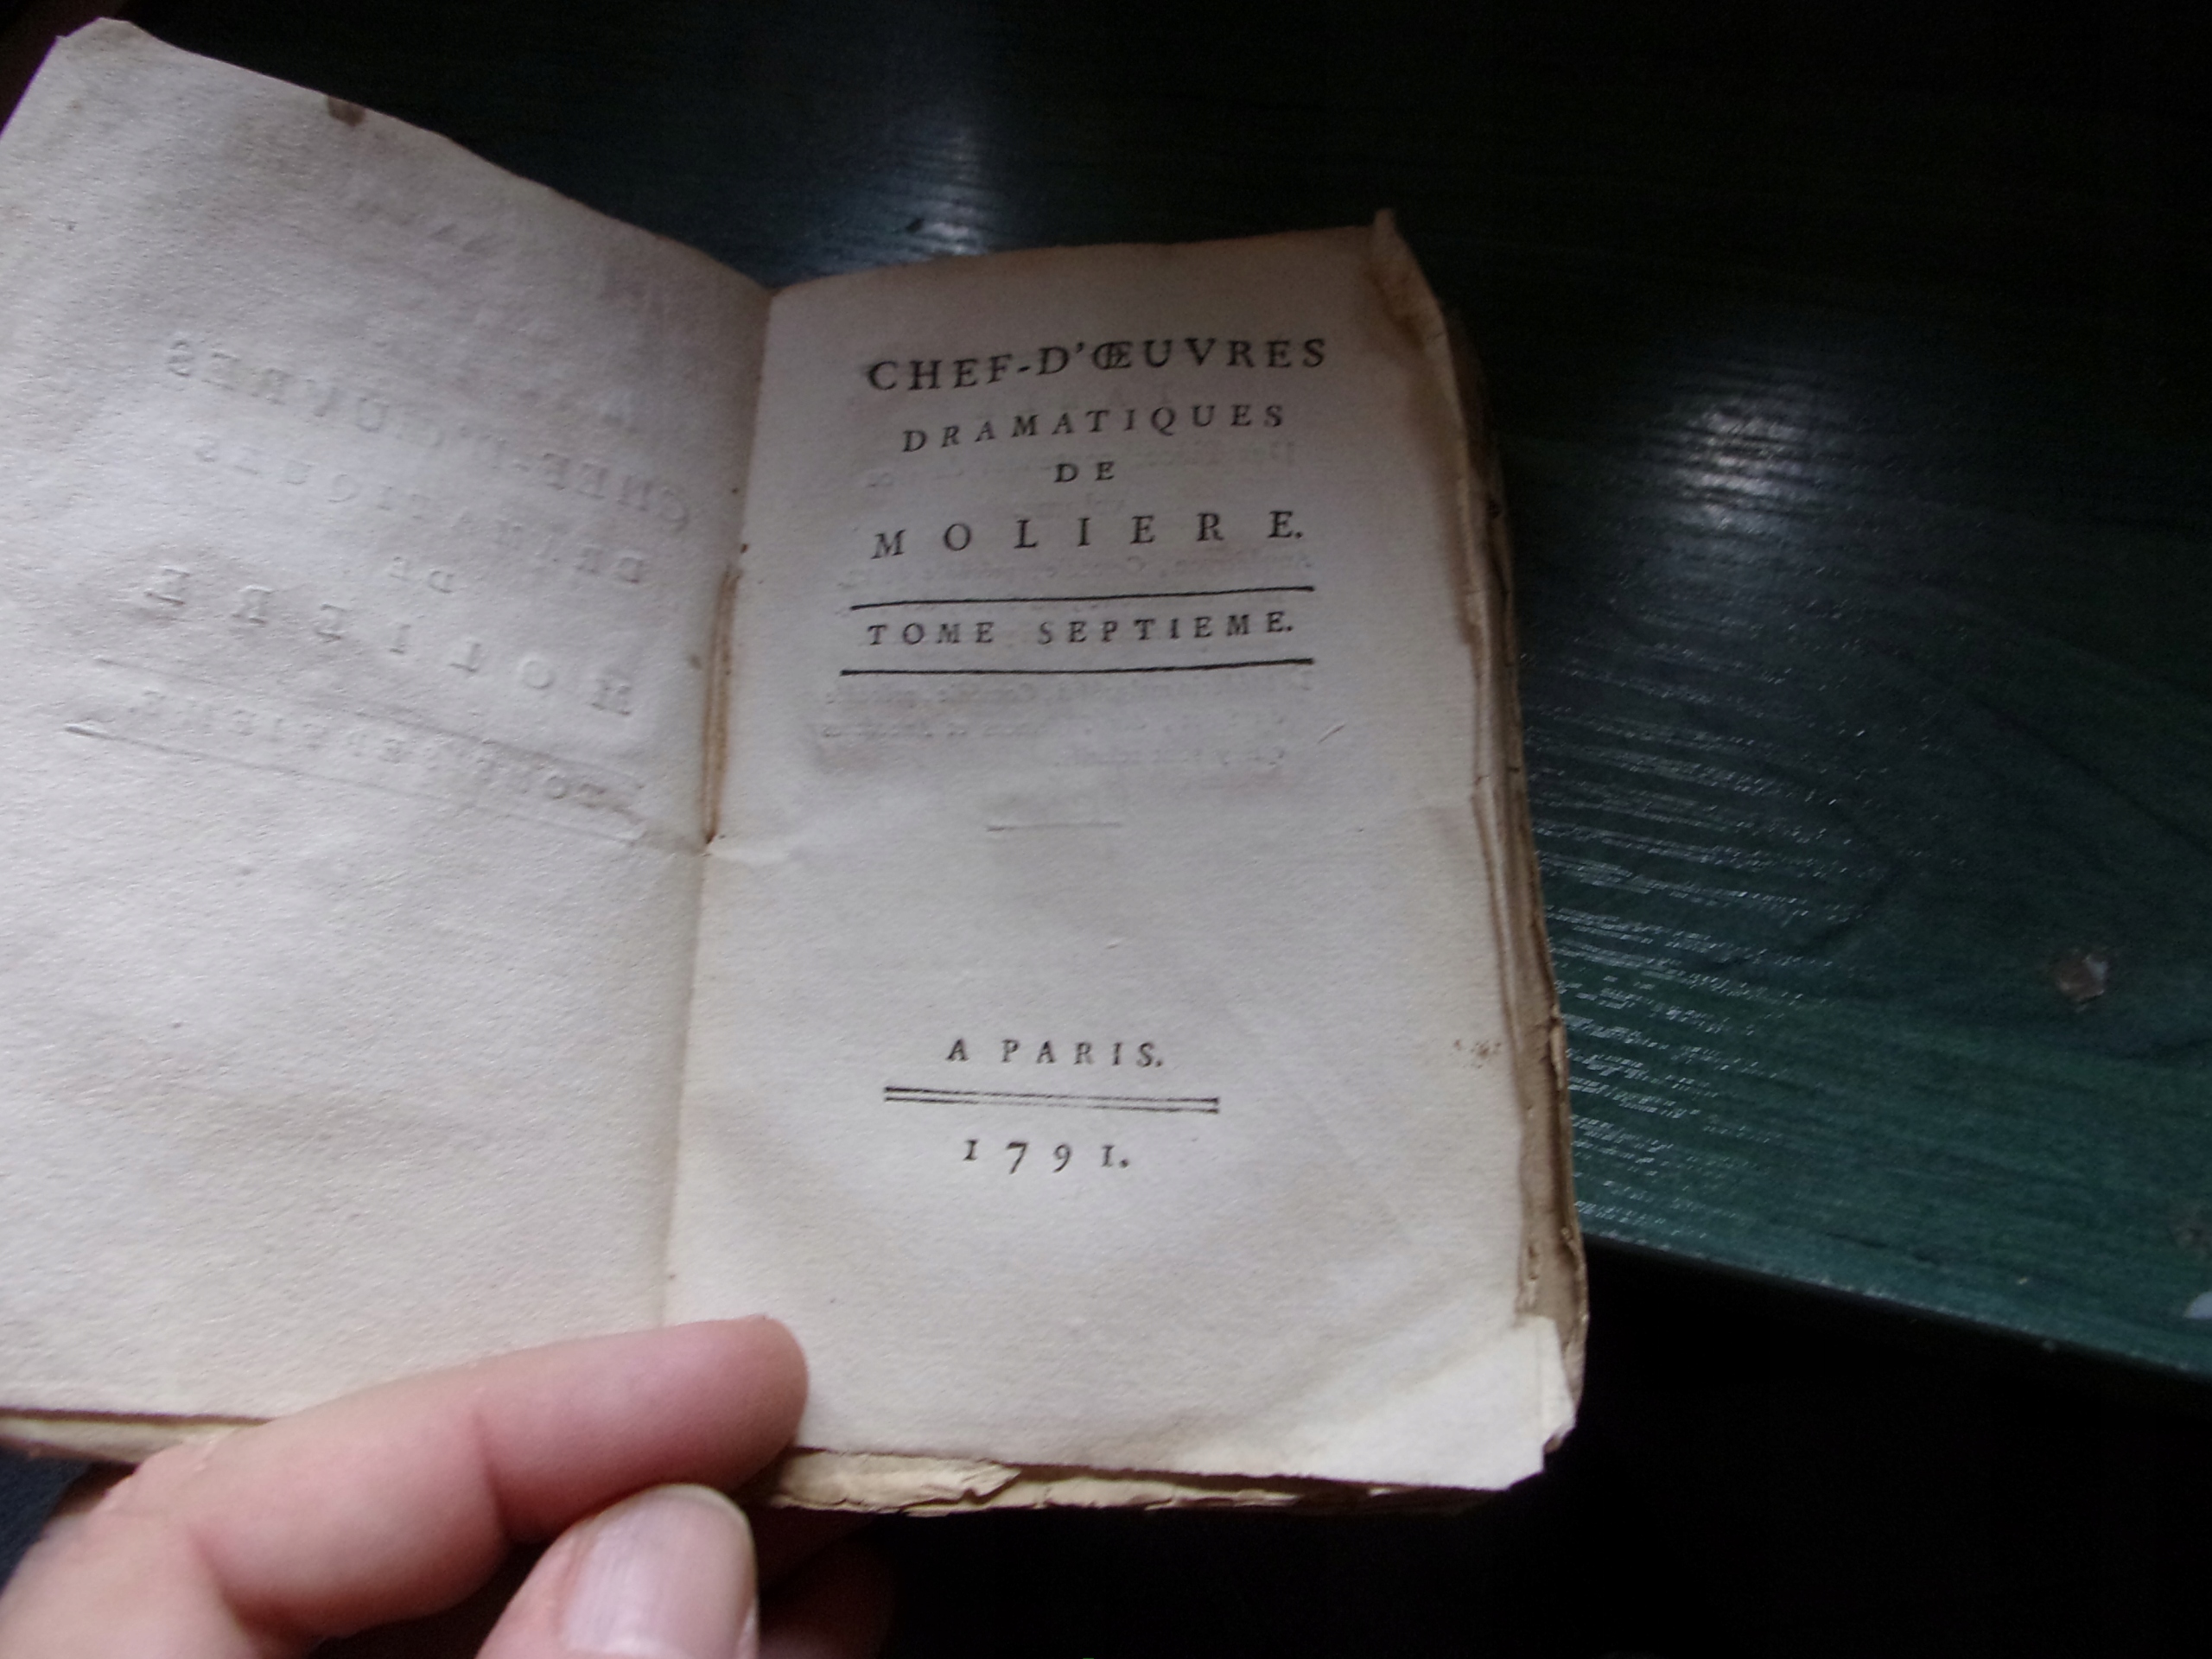 CHEF-D'ŒUVRES
DRAMATIQUES
DE
MOLIERE.
TOME SEPTIEME.
A PARIS.
1791.